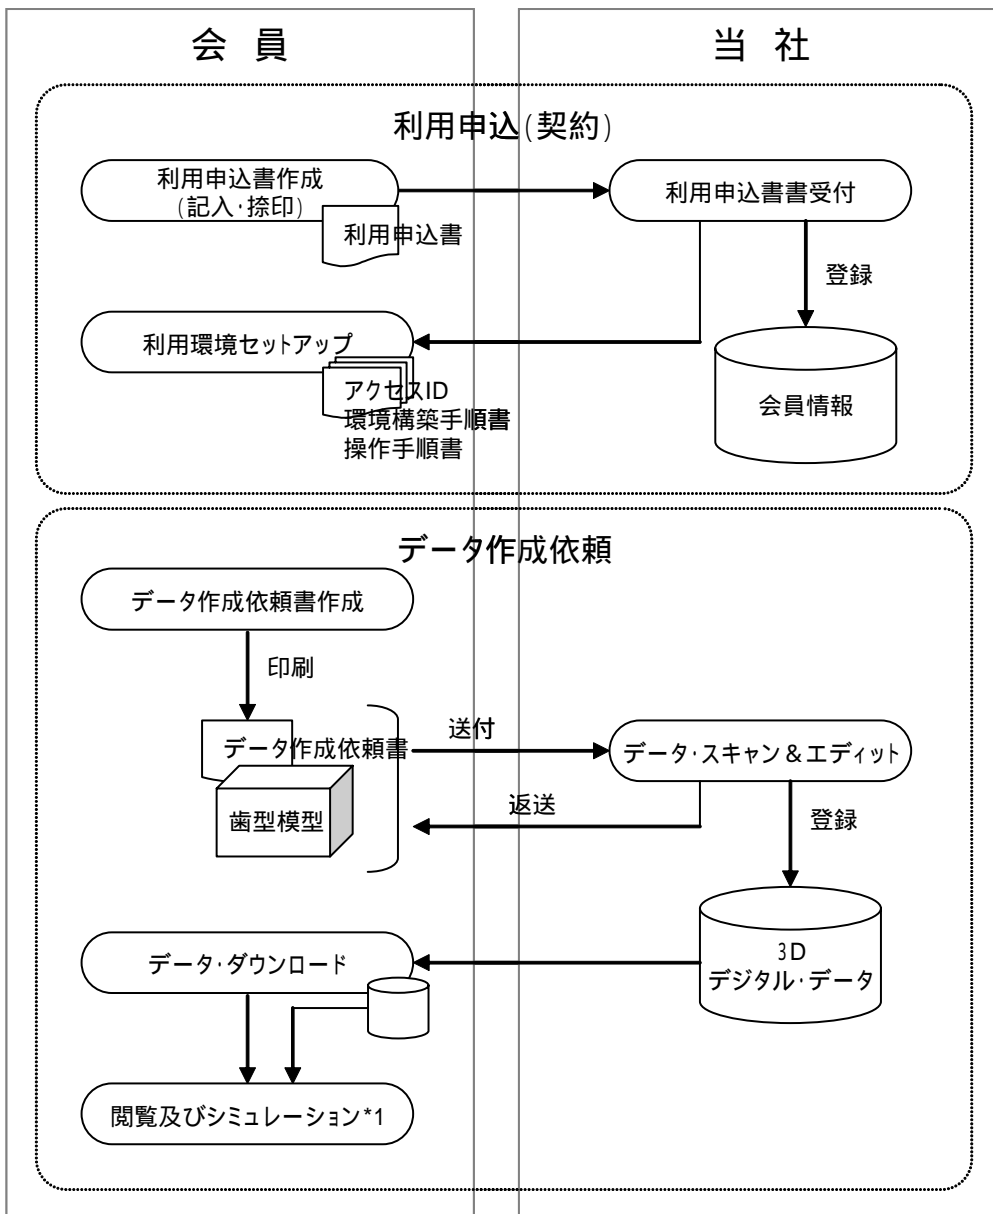 会 員
当 社
利用申込(契約)
利用申込書作成
(記入・捺印)
利用申込書
利用申込書書受付
登録
利用環境セットアップ
アクセスID
環境構築手順書
操作手順書
会員情報
データ作成依頼
データ作成依頼書作成
印刷
データ作成依頼書
歯型模型
送付
返送
データ・スキャン＆エディット
登録
3D
デジタル・データ
データ・ダウンロード
閲覧及びシミュレーション*1